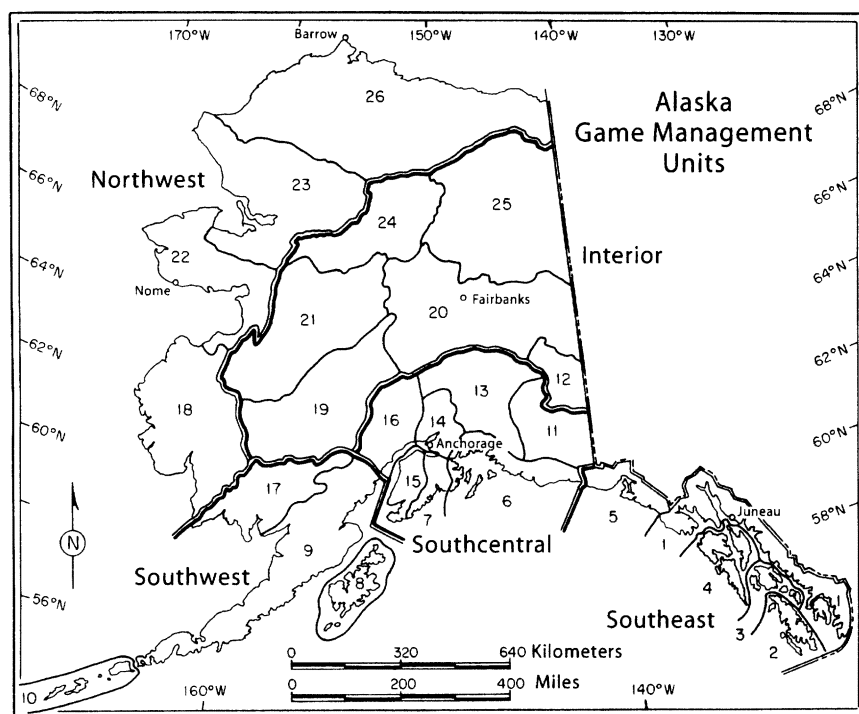 170°W
150°W
140°W
130°W
Barrow
68°N
26
Alaska
Game Management
Units
68°N
66°N
Northwest
23
24
25
66°N
64°N
22
Nome
Interior
64°N
21
20
Fairbanks
62°N
18
19
16
13
12
62°N
60°N
14
Anchorage
11
60°N
17
15
7
6
5
Juneau
58°N
N
Southwest
9
8
Southcentral
1
4
56°N
Southeast
3
2
0
320
640 Kilometers
0
200
400 Miles
10
160°W
140°W